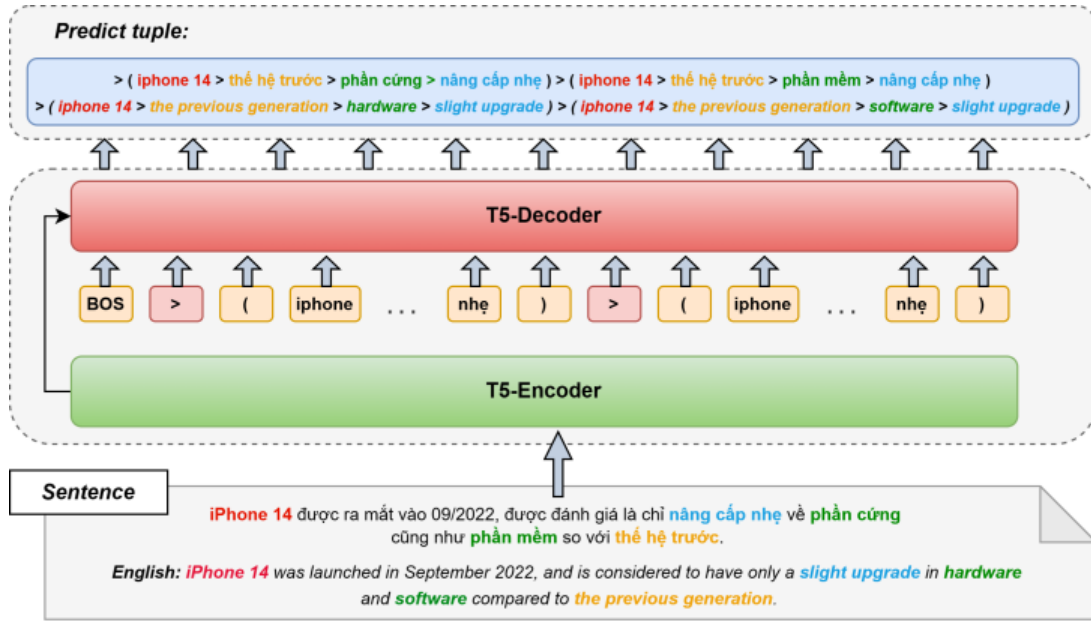 Predict tuple:
> ( iphone 14 > thế hệ trước > phần cứng > nâng cấp nhẹ ) > ( iphone 14 > thế hệ trước > phần mềm > nâng cấp nhẹ )
> ( iphone 14 > the previous generation > hardware > slight upgrade ) > ( iphone 14 > the previous generation > software > slight upgrade )
T5-Decoder
BOS > ( iphone ... nhẹ ) > ( iphone ... nhẹ )
T5-Encoder
Sentence
iPhone 14 được ra mắt vào 09/2022, được đánh giá là chỉ nâng cấp nhẹ về phần cứng
cũng như phần mềm so với thế hệ trước.
English: iPhone 14 was launched in September 2022, and is considered to have only a slight upgrade in hardware
and software compared to the previous generation.